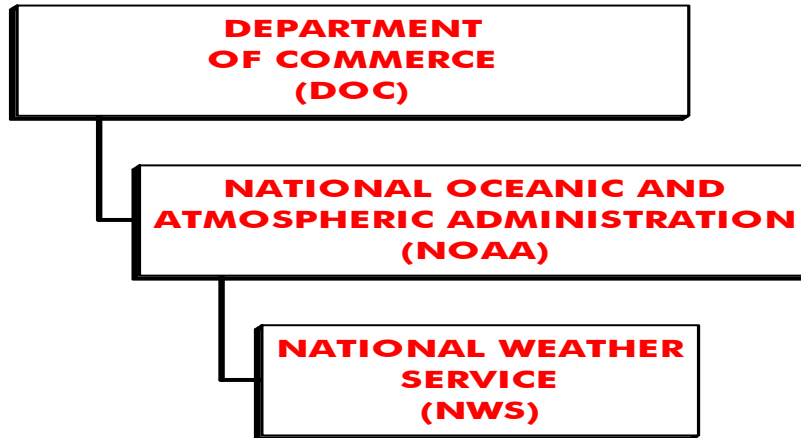 DEPARTMENT
OF COMMERCE
(DOC)
NATIONAL OCEANIC AND
ATMOSPHERIC ADMINISTRATION
(NOAA)
NATIONAL WEATHER
SERVICE
(NWS)